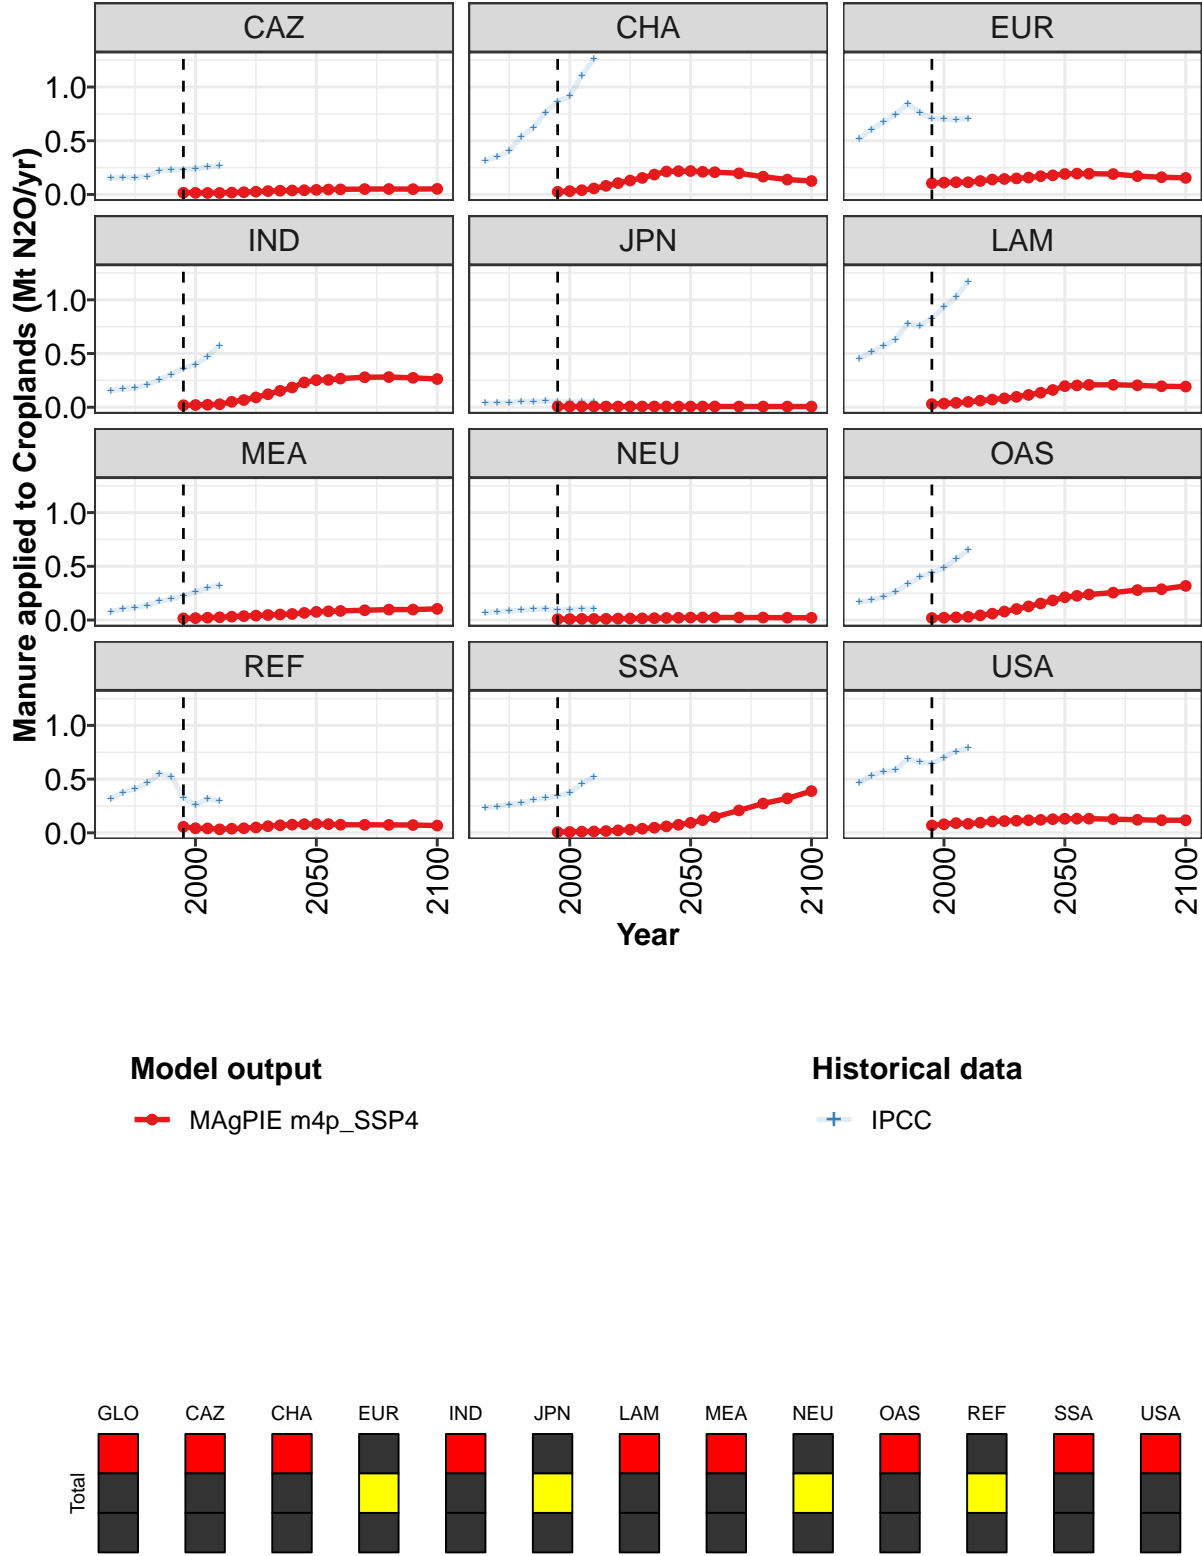 CAZ CHA EUR
1.0
0.5
0.0
IND JPN LAM
1.0
0.5
0.0
MEA NEU OAS
1.0
0.5
0.0
REF SSA USA
1.0
0.5
0.0
Manure applied to Croplands (Mt N2O/yr)
2000 2050 2100 2000 2050 2100 2000 2050 2100
Year
Model output
MAgPIE m4p_SSP4
Historical data
IPCC
GLO CAZ CHA EUR IND JPN LAM MEA NEU OAS REF SSA USA
Total